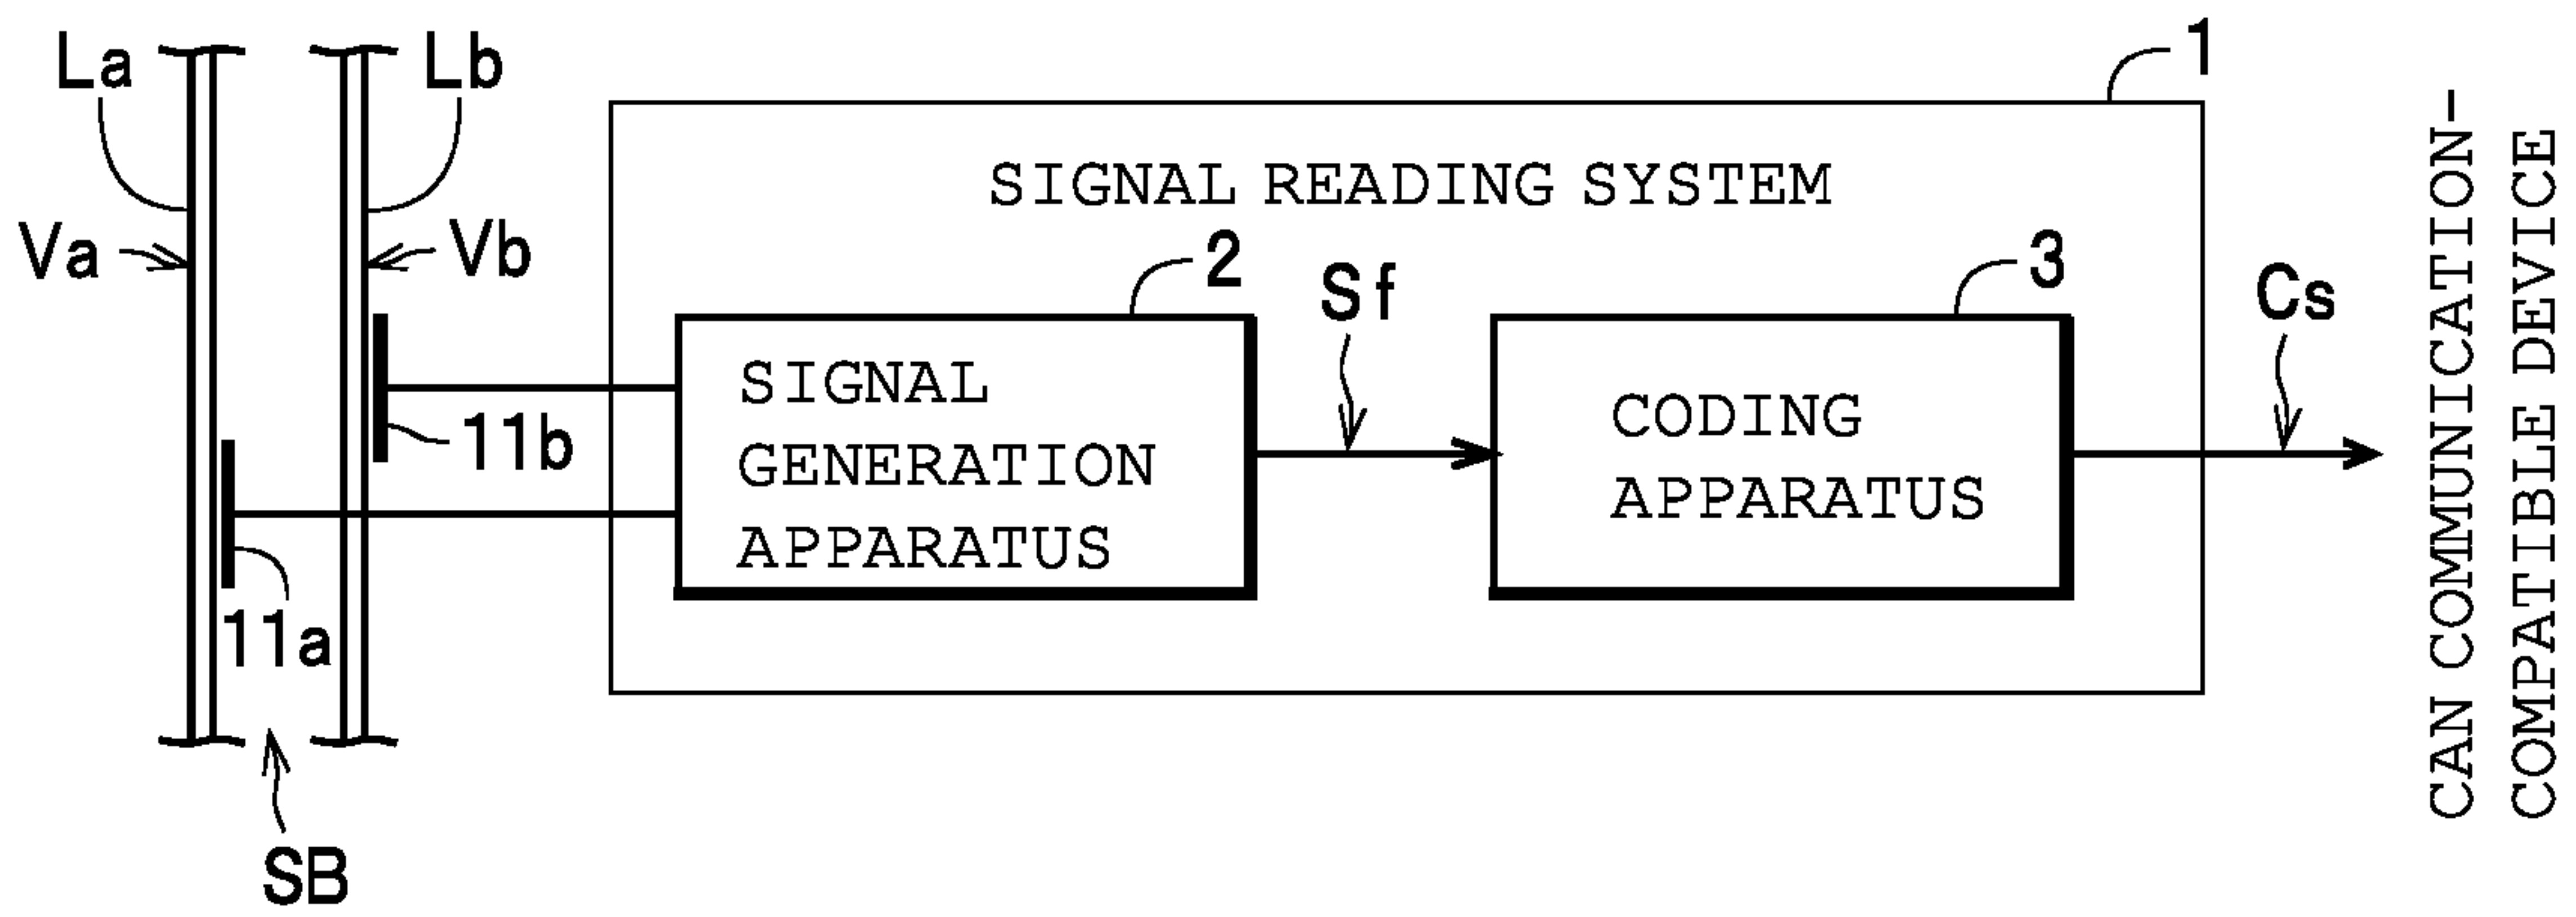 La
Lb
1
SIGNAL READING SYSTEM
Va
Vb
2
Sf
3
Cs
SIGNAL
GENERATION
APPARATUS
CODING
APPARATUS
11b
11a
SB
CAN COMMUNICATION-
COMPATIBLE DEVICE